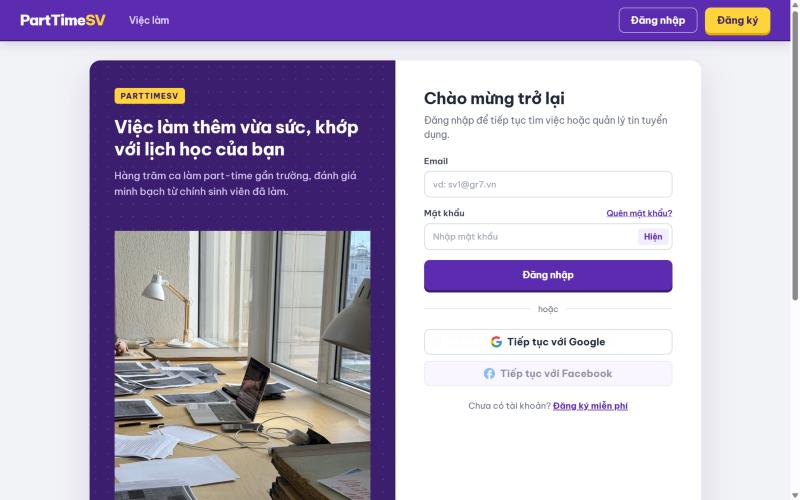 PartTimeSV
Việc làm
Đăng nhập
Đăng ký
PARTTIMESV
Việc làm thêm vừa sức, khớp
với lịch học của bạn
Hàng trăm ca làm part-time gần trường, đánh giá
minh bạch từ chính sinh viên đã làm.
Chào mừng trở lại
Đăng nhập để tiếp tục tìm việc hoặc quản lý tin tuyển
dụng.
Email
vd: sv1@gr7.vn
Mật khẩu
Quên mật khẩu?
Nhập mật khẩu
Hiện
Đăng nhập
hoặc
Tiếp tục với Google
Tiếp tục với Facebook
Chưa có tài khoản? Đăng ký miễn phí